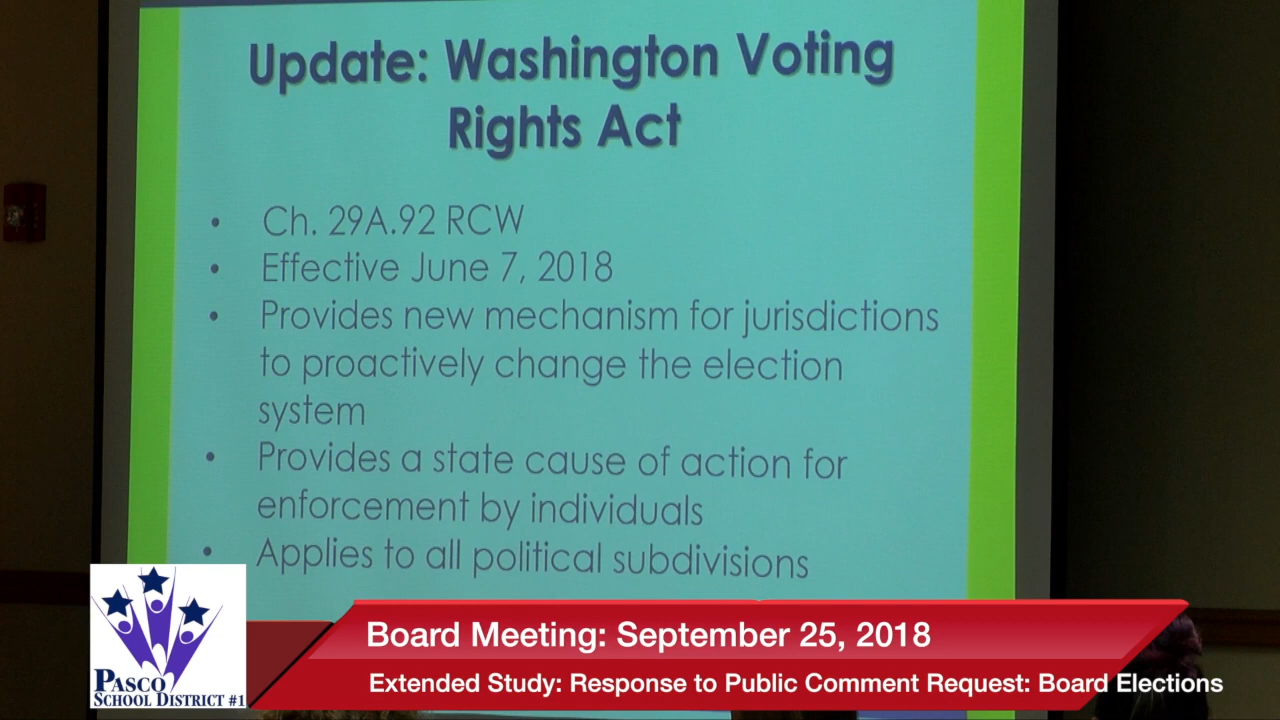 Update: Washington Voting
Rights Act
• Ch. 29A.92 RCW
• Effective June 7, 2018
• Provides new mechanism for jurisdictions
to proactively change the election
system
• Provides a state cause of action for
enforcement by individuals
• Applies to all political subdivisions
PASCO
SCHOOL DISTRICT #1
Board Meeting: September 25, 2018
Extended Study: Response to Public Comment Request: Board Elections